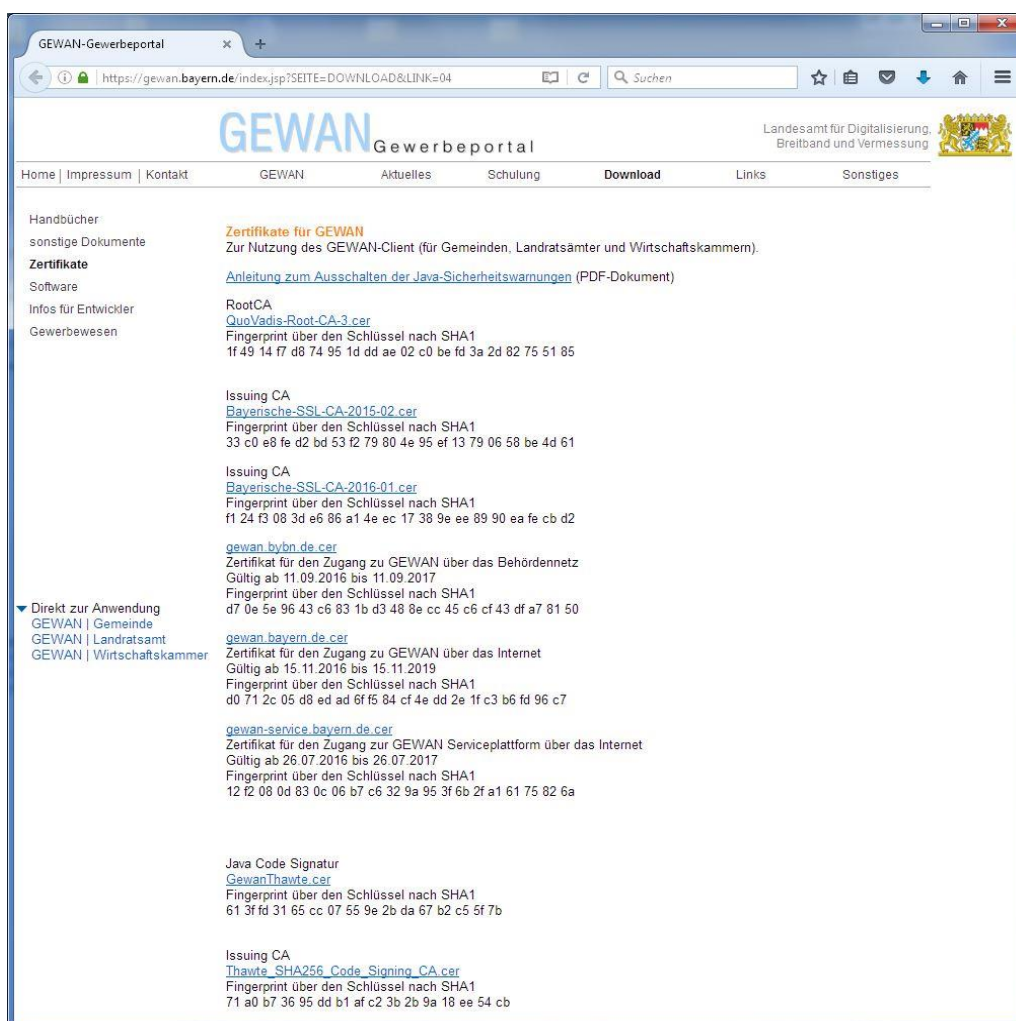 GEWAN-Gewerbeportal
https://gewan.bayern.de/index.jsp?SEITE=DOWNLOAD&LINK=04
Suchen
GEWAN Gewerbeportal
Landesamt für Digitalisierung,
Breitband und Vermessung
Home | Impressum | Kontakt GEWAN Aktuelles Schulung Download Links Sonstiges
Handbücher
sonstige Dokumente
Zertifikate
Software
Infos für Entwickler
Gewerbewesen
Direkt zur Anwendung
GEWAN | Gemeinde
GEWAN | Landratsamt
GEWAN | Wirtschaftskammer
Zertifikate für GEWAN
Zur Nutzung des GEWAN-Client (für Gemeinden, Landratsämter und Wirtschaftskammern).
Anleitung zum Ausschalten der Java-Sicherheitswarnungen (PDF-Dokument)
RootCA
QuoVadis-Root-CA-3.cer
Fingerprint über den Schlüssel nach SHA1
1f 49 14 f7 d8 74 95 1d dd ae 02 c0 be fd 3a 2d 82 75 51 85
Issuing CA
Bayerische-SSL-CA-2015-02.cer
Fingerprint über den Schlüssel nach SHA1
33 c0 e8 fe d2 bd 53 f2 79 80 4e 95 ef 13 79 06 58 be 4d 61
Issuing CA
Bayerische-SSL-CA-2016-01.cer
Fingerprint über den Schlüssel nach SHA1
f1 24 f3 08 3d e6 86 a1 4e ec 17 38 9e ee 89 90 ea fe cb d2
gewan.bybn.de.cer
Zertifikat für den Zugang zu GEWAN über das Behördennetz
Gültig ab 11.09.2016 bis 11.09.2017
Fingerprint über den Schlüssel nach SHA1
d7 0e 5e 96 43 c6 83 1b d3 48 8e cc 45 c6 cf 43 df a7 81 50
gewan.bayern.de.cer
Zertifikat für den Zugang zu GEWAN über das Internet
Gültig ab 15.11.2016 bis 15.11.2019
Fingerprint über den Schlüssel nach SHA1
d0 71 2c 05 d8 ed ad 6f f5 84 cf 4e dd 2e 1f c3 b6 fd 96 c7
gewan-service.bayern.de.cer
Zertifikat für den Zugang zur GEWAN Serviceplattform über das Internet
Gültig ab 26.07.2016 bis 26.07.2017
Fingerprint über den Schlüssel nach SHA1
12 f2 08 0d 83 0c 06 b7 c6 32 9a 95 3f 6b 2f a1 61 75 82 6a
Java Code Signatur
GewanThawte.cer
Fingerprint über den Schlüssel nach SHA1
61 3f fd 31 65 cc 07 55 9e 2b da 67 b2 c5 5f 7b
Issuing CA
Thawte_SHA256_Code_Signing_CA.cer
Fingerprint über den Schlüssel nach SHA1
71 a0 b7 36 95 dd b1 af c2 3b 2b 9a 18 ee 54 cb